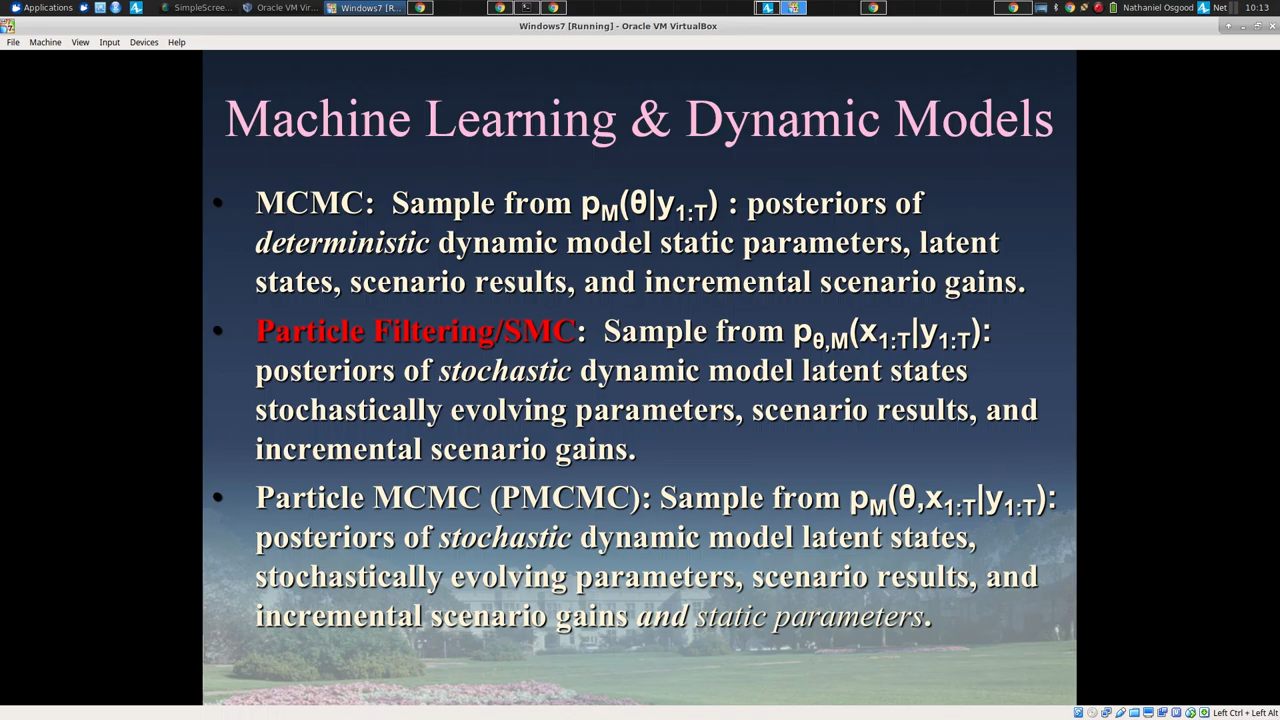 Applications SimpleScree... Oracle VM Vir... Windows7 [R... Nathaniel Osgood Net 10:13
Windows7 [Running] - Oracle VM VirtualBox
File Machine View Input Devices Help
Machine Learning & Dynamic Models
• MCMC: Sample from pM(θ|y1:T) : posteriors of
deterministic dynamic model static parameters, latent
states, scenario results, and incremental scenario gains.
• Particle Filtering/SMC: Sample from pθ,M(x1:T|y1:T):
posteriors of stochastic dynamic model latent states
stochastically evolving parameters, scenario results, and
incremental scenario gains.
• Particle MCMC (PMCMC): Sample from pM(θ,x1:T|y1:T):
posteriors of stochastic dynamic model latent states,
stochastically evolving parameters, scenario results, and
incremental scenario gains and static parameters.
Left Ctrl + Left Alt